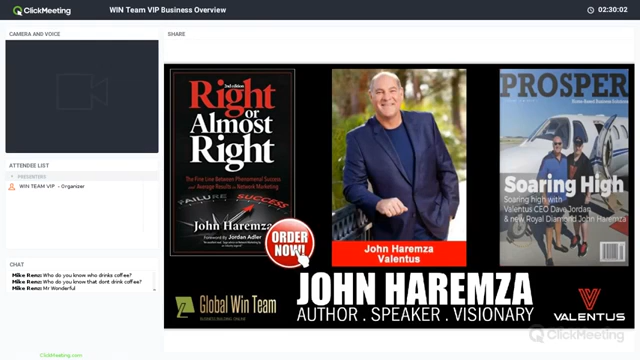 ClickMeeting
WIN Team VIP Business Overview
02:30:02
CAMERA AND VOICE
SHARE
ATTENDEE LIST
PRESENTERS
WIN TEAM VIP - Organizer
CHAT
Mike Renz: Who do you know who drinks coffee?
Mike Renz: Who do you know that dont drink coffee?
Mike Renz: Mr Wonderful
ClickMeeting.com
2nd edition
Right
or
Almost
Right
The Fine Line Between Phenomenal Success
and Average Results in Network Marketing
FAILURE
SUCCESS
John Haremza
Foreword by Jordan Adler
ORDER
NOW!
John Haremza
Valentus
PROSPER
Soaring High
Soaring high with
Valentus CEO Dave Jordan
& new Royal Diamond John Haremza
Global Win Team
JOHN HAREMZA
AUTHOR . SPEAKER . VISIONARY
VALENTUS
ClickMeeting